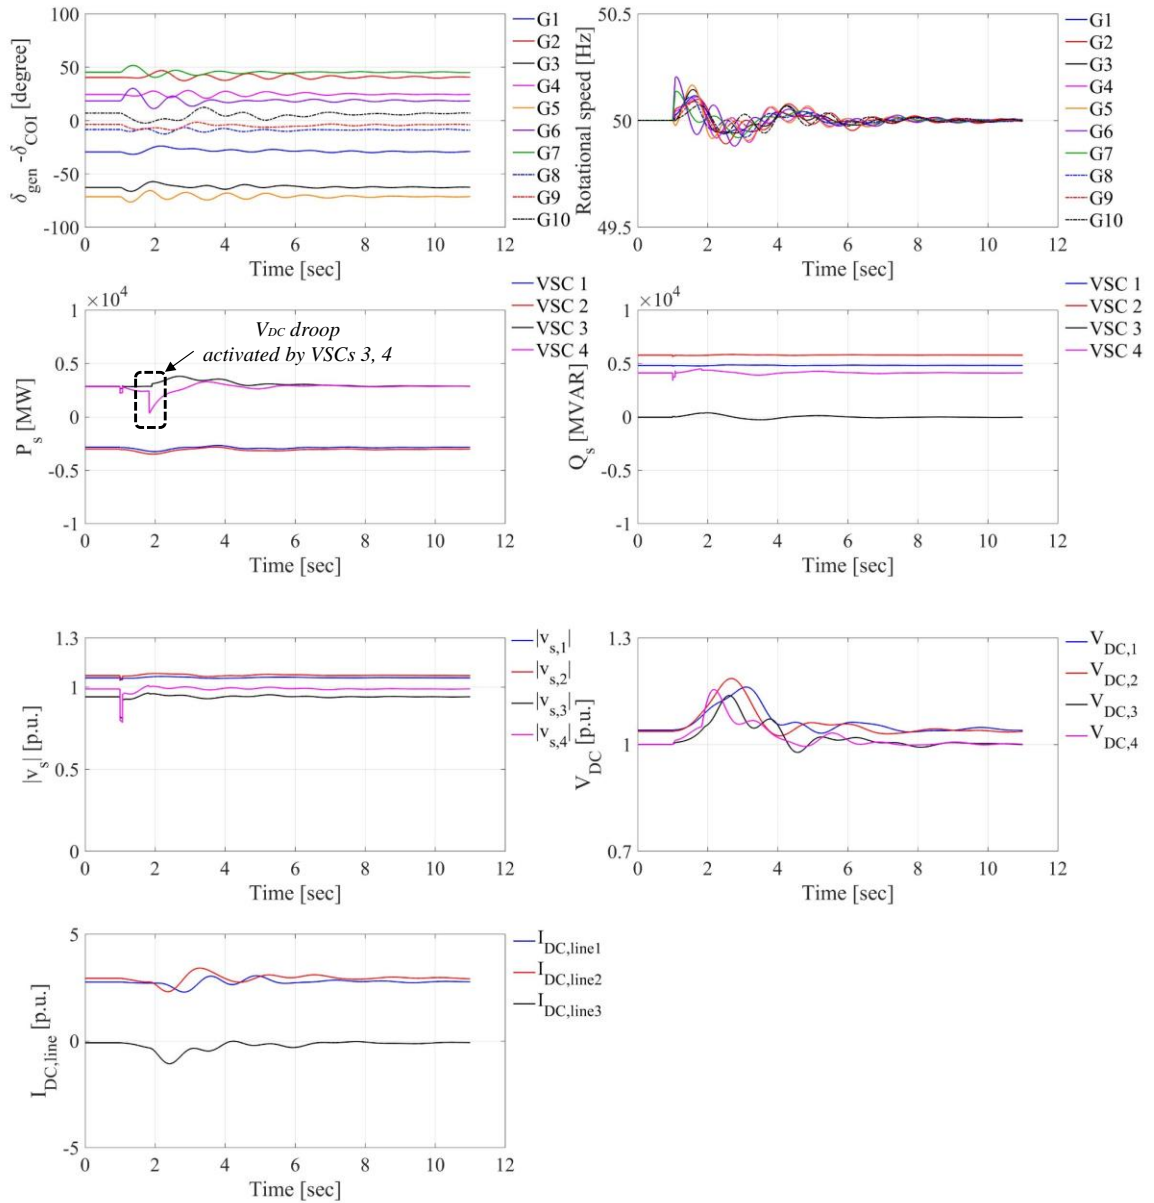 100
50
0
-50
-100
δgen -δCOI [degree]
0 2 4 6 8 10 12
Time [sec]
G1
G2
G3
G4
G5
G6
G7
G8
G9
G10
50.5
50
49.5
Rotational speed [Hz]
0 2 4 6 8 10 12
Time [sec]
G1
G2
G3
G4
G5
G6
G7
G8
G9
G10
×10^4
1
0.5
0
-0.5
-1
Ps [MW]
VDC droop
activated by VSCs 3, 4
0 2 4 6 8 10 12
Time [sec]
VSC 1
VSC 2
VSC 3
VSC 4
×10^4
1
0.5
0
-0.5
-1
Qs [MVAR]
0 2 4 6 8 10 12
Time [sec]
VSC 1
VSC 2
VSC 3
VSC 4
1.3
1
0.5
0
|vs| [p.u.]
0 2 4 6 8 10 12
Time [sec]
|vs,1|
|vs,2|
|vs,3|
|vs,4|
1.3
1
0.7
VDC [p.u.]
0 2 4 6 8 10 12
Time [sec]
VDC,1
VDC,2
VDC,3
VDC,4
5
0
-5
IDC,line [p.u.]
0 2 4 6 8 10 12
Time [sec]
IDC,line1
IDC,line2
IDC,line3